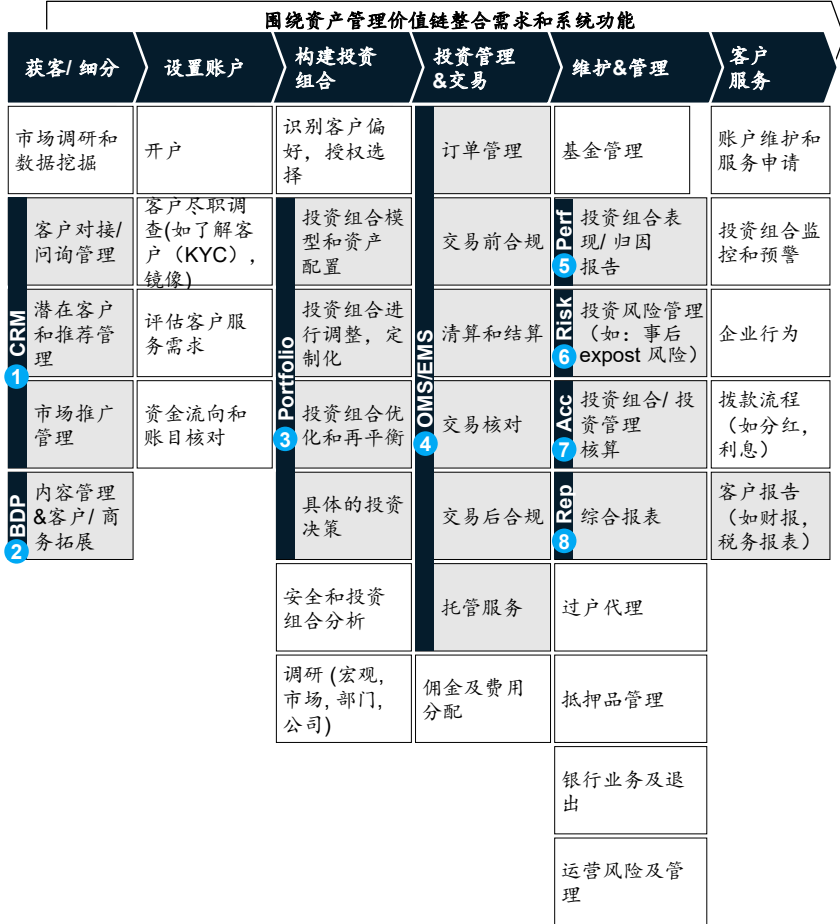 围绕资产管理价值链整合需求和系统功能
获客/ 细分
设置账户
构建投资
组合
投资管理
&交易
维护&管理
客户
服务
市场调研和
数据挖掘
CRM
1
客户对接/
问询管理
潜在客户
和推荐管
理
市场推广
管理
BDP
2
内容管理
&客户/ 商
务拓展
开户
客户尽职调
查(如了解客
户（KYC），
镜像)
评估客户服
务需求
资金流向和
账目核对
识别客户偏
好，授权选
择
Portfolio
3
投资组合模
型和资产
配置
投资组合进
行调整，定
制化
投资组合优
化和再平衡
具体的投资
决策
安全和投资
组合分析
调研 (宏观,
市场, 部门,
公司)
OMS/EMS
4
订单管理
交易前合规
清算和结算
交易核对
交易后合规
托管服务
佣金及费用
分配
基金管理
Perf
5
投资组合表
现/ 归因
报告
Risk
6
投资风险管理
（如：事后
expost 风险）
Acc
7
投资组合/ 投
资管理
核算
Rep
8
综合报表
过户代理
抵押品管理
银行业务及退
出
运营风险及管
理
账户维护和
服务申请
投资组合监
控和预警
企业行为
拨款流程
（如分红，
利息）
客户报告
（如财报，
税务报表）